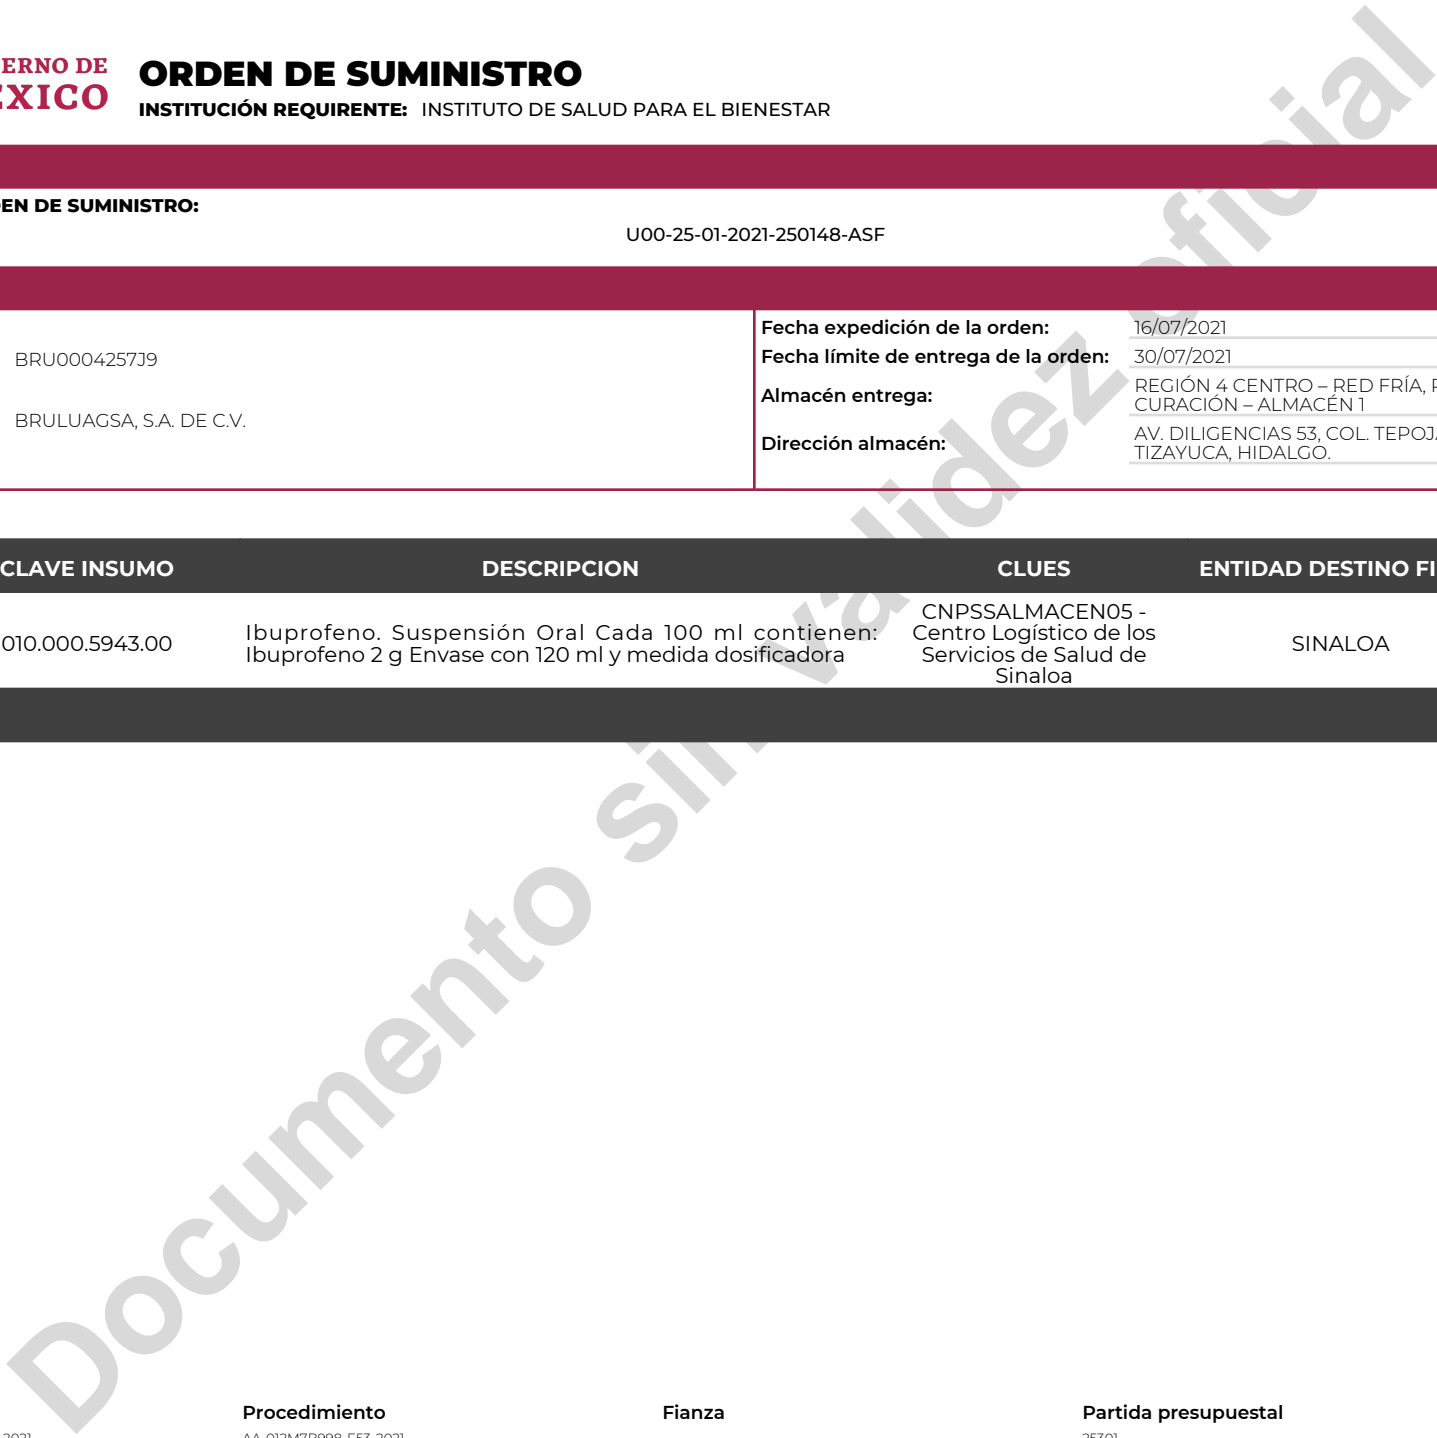 ERNO DE
EXICO
ORDEN DE SUMINISTRO
INSTITUCIÓN REQUIRENTE: INSTITUTO DE SALUD PARA EL BIENESTAR
EN DE SUMINISTRO:
U00-25-01-2021-250148-ASF
BRU0004257J9
BRULUAGSA, S.A. DE C.V.
Fecha expedición de la orden: 16/07/2021
Fecha límite de entrega de la orden: 30/07/2021
Almacén entrega: REGIÓN 4 CENTRO – RED FRÍA,
CURACIÓN – ALMACÉN 1
Dirección almacén: AV. DILIGENCIAS 53, COL. TEPOJ
TIZAYUCA, HIDALGO.
CLAVE INSUMO DESCRIPCION CLUES ENTIDAD DESTINO FI
010.000.5943.00
Ibuprofeno. Suspensión Oral Cada 100 ml contienen:
Ibuprofeno 2 g Envase con 120 ml y medida dosificadora
CNPSSALMACEN05 -
Centro Logístico de los
Servicios de Salud de
Sinaloa
SINALOA
Documento sin validez oficial
Procedimiento Fianza Partida presupuestal